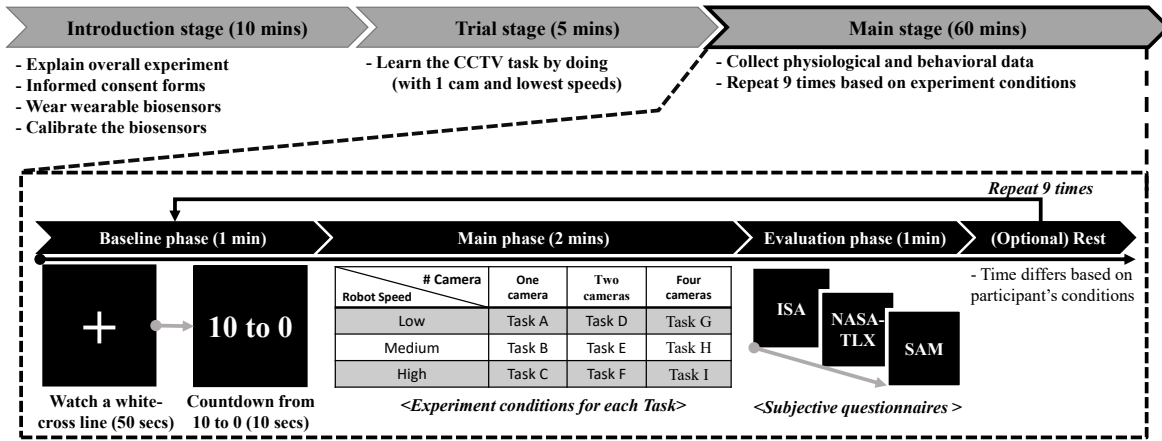 Introduction stage (10 mins)
Trial stage (5 mins)
Main stage (60 mins)
- Explain overall experiment
- Informed consent forms
- Wear wearable biosensors
- Calibrate the biosensors
- Learn the CCTV task by doing
(with 1 cam and lowest speeds)
- Collect physiological and behavioral data
- Repeat 9 times based on experiment conditions
Repeat 9 times
Baseline phase (1 min)
Main phase (2 mins)
Evaluation phase (1min)
(Optional) Rest
10 to 0
Watch a white-
cross line (50 secs)
Countdown from
10 to 0 (10 secs)
# Camera
Robot Speed
One
camera
Two
cameras
Four
cameras
Low Task A Task D Task G
Medium Task B Task E Task H
High Task C Task F Task I
<Experiment conditions for each Task>
ISA
NASA-
TLX
SAM
<Subjective questionnaires >
- Time differs based on
participant's conditions